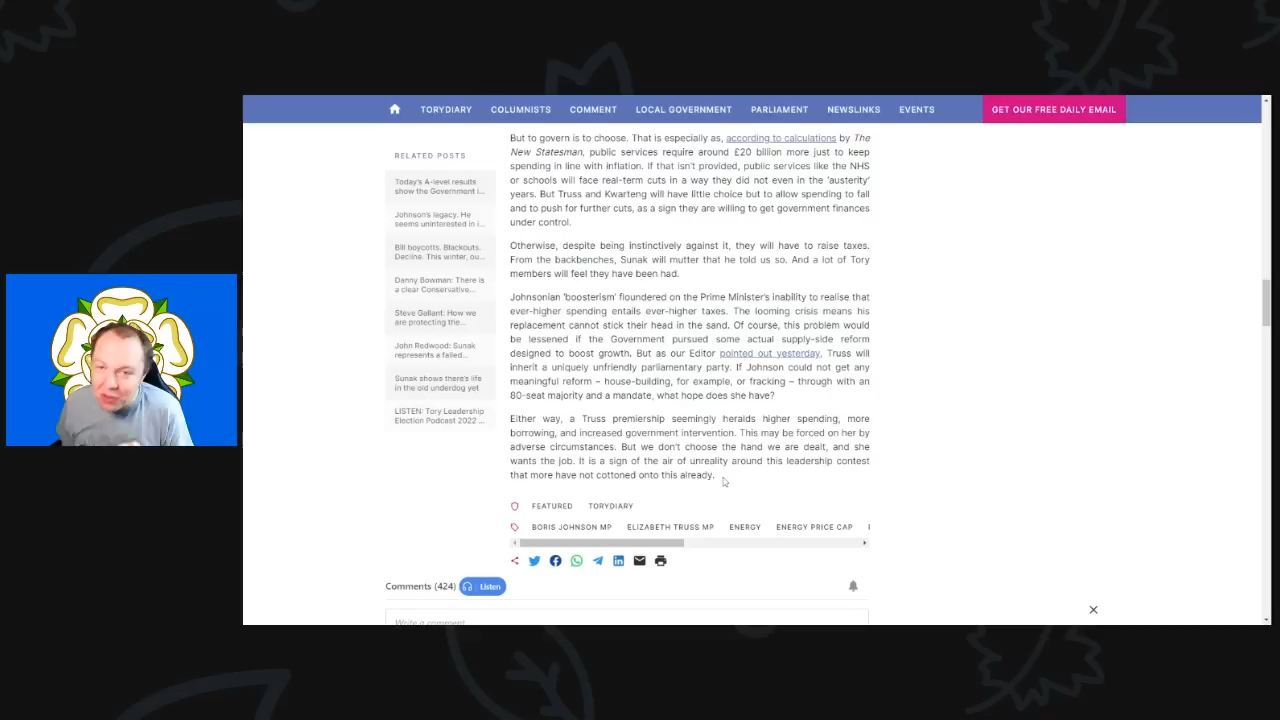 TORYDIARY COLUMNISTS COMMENT LOCAL GOVERNMENT PARLIAMENT NEWSLINKS EVENTS GET OUR FREE DAILY EMAIL
RELATED POSTS
Today's A-level results
show the Government i...
Johnson's legacy. He
seems uninterested in i...
Bill boycotts. Blackouts.
Decline. This winter, ou...
Danny Bowman: There is
a clear Conservative...
Steve Gallant: How we
are protecting the...
John Redwood: Sunak
represents a failed...
Sunak shows there's life
in the old underdog yet
LISTEN: Tory Leadership
Election Podcast 2022 ...
But to govern is to choose. That is especially as, according to calculations by The
New Statesman, public services require around £20 billion more just to keep
spending in line with inflation. If that isn't provided, public services like the NHS
or schools will face real-term cuts in a way they did not even in the 'austerity'
years. But Truss and Kwarteng will have little choice but to allow spending to fall
and to push for further cuts, as a sign they are willing to get government finances
under control.
Otherwise, despite being instinctively against it, they will have to raise taxes.
From the backbenches, Sunak will mutter that he told us so. And a lot of Tory
members will feel they have been had.
Johnsonian 'boosterism' floundered on the Prime Minister's inability to realise that
ever-higher spending entails ever-higher taxes. The looming crisis means his
replacement cannot stick their head in the sand. Of course, this problem would
be lessened if the Government pursued some actual supply-side reform
designed to boost growth. But as our Editor pointed out yesterday, Truss will
inherit a uniquely unfriendly parliamentary party. If Johnson could not get any
meaningful reform – house-building, for example, or fracking – through with an
80-seat majority and a mandate, what hope does she have?
Either way, a Truss premiership seemingly heralds higher spending, more
borrowing, and increased government intervention. This may be forced on her by
adverse circumstances. But we don't choose the hand we are dealt, and she
wants the job. It is a sign of the air of unreality around this leadership contest
that more have not cottoned onto this already.
FEATURED TORYDIARY
BORIS JOHNSON MP ELIZABETH TRUSS MP ENERGY ENERGY PRICE CAP
Comments (424) Listen
Write a comment